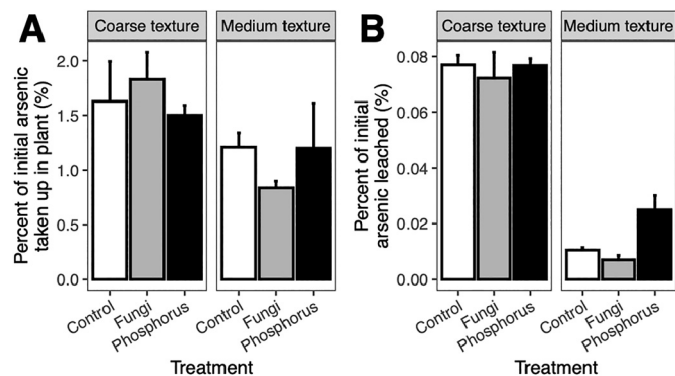 A
Coarse texture
Medium texture
Percent of initial arsenic
taken up in plant (%)
2.0
1.5
1.0
0.5
0.0
Control
Fungi
Phosphorus
Control
Fungi
Phosphorus
Treatment
B
Coarse texture
Medium texture
Percent of initial
arsenic leached (%)
0.08
0.06
0.04
0.02
0.00
Control
Fungi
Phosphorus
Control
Fungi
Phosphorus
Treatment